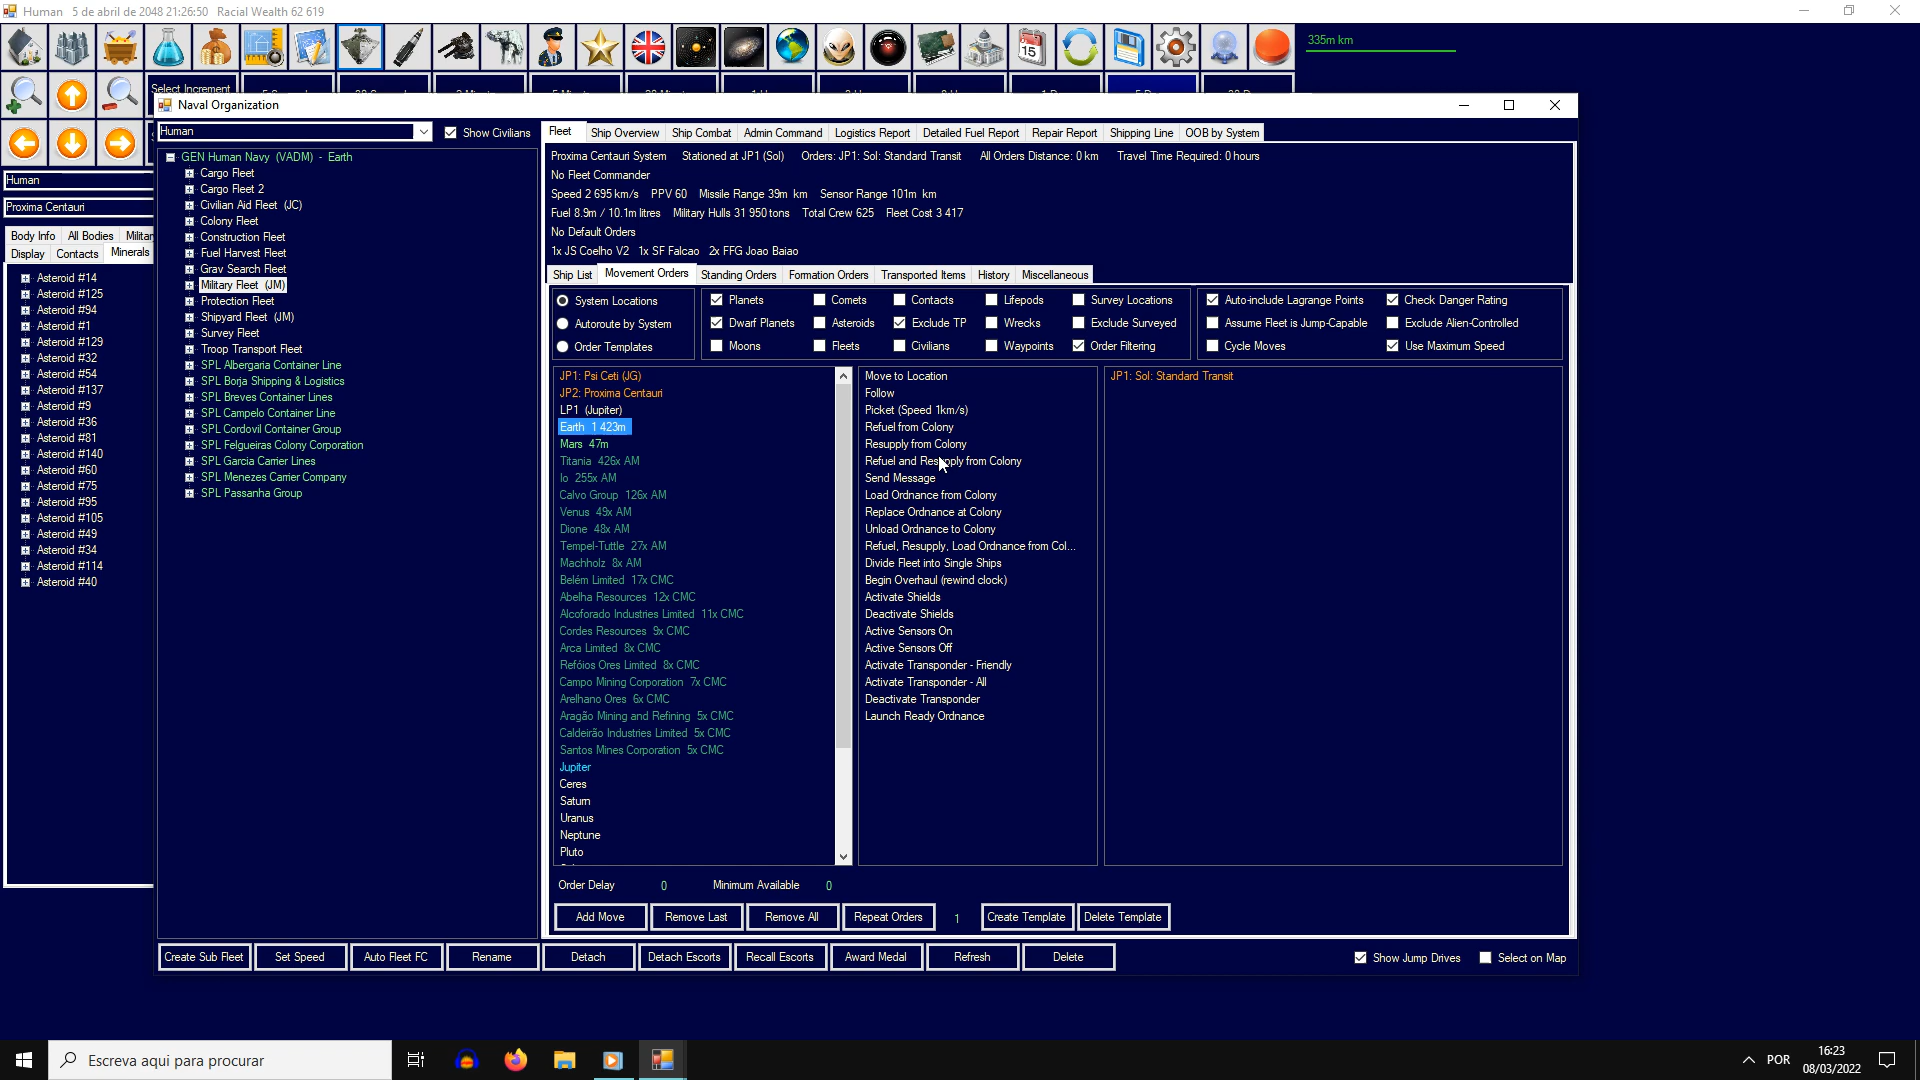 Human   5 de abril de 2048 21:26:50   Racial Wealth 62 619
335m km
Select Increment
Human
Proxima Centauri
Body Info   All Bodies
Display   Contacts   Minerals
Asteroid #14
Asteroid #125
Asteroid #94
Asteroid #1
Asteroid #129
Asteroid #32
Asteroid #54
Asteroid #137
Asteroid #9
Asteroid #36
Asteroid #81
Asteroid #140
Asteroid #60
Asteroid #75
Asteroid #95
Asteroid #105
Asteroid #49
Asteroid #34
Asteroid #114
Asteroid #40
Naval Organization
Human   Show Civilians
GEN Human Navy (VADM) - Earth
Cargo Fleet
Cargo Fleet 2
Civilian Aid Fleet (JC)
Colony Fleet
Construction Fleet
Fuel Harvest Fleet
Grav Search Fleet
Military Fleet (JM)
Protection Fleet
Shipyard Fleet (JM)
Survey Fleet
Troop Transport Fleet
SPL Albergaria Container Line
SPL Borja Shipping & Logistics
SPL Breves Container Lines
SPL Campelo Container Line
SPL Cordovil Container Group
SPL Felgueiras Colony Corporation
SPL Garcia Carrier Lines
SPL Menezes Carrier Company
SPL Passanha Group
Fleet   Ship Overview   Ship Combat   Admin Command   Logistics Report   Detailed Fuel Report   Repair Report   Shipping Line   OOB by System
Proxima Centauri System   Stationed at JP1 (Sol)   Orders: JP1: Sol: Standard Transit   All Orders Distance: 0 km   Travel Time Required: 0 hours
No Fleet Commander
Speed 2 695 km/s   PPV 60   Missile Range 39m km   Sensor Range 101m km
Fuel 8.9m / 10.1m litres   Military Hulls 31 950 tons   Total Crew 625   Fleet Cost 3 417
No Default Orders
1x JS Coelho V2   1x SF Falcao   2x FFG Joao Baiao
Ship List   Movement Orders   Standing Orders   Formation Orders   Transported Items   History   Miscellaneous
System Locations   Planets   Comets   Contacts   Lifepods   Survey Locations   Auto-include Lagrange Points   Check Danger Rating
Autoroute by System   Dwarf Planets   Asteroids   Exclude TP   Wrecks   Exclude Surveyed   Assume Fleet is Jump-Capable   Exclude Alien-Controlled
Order Templates   Moons   Fleets   Civilians   Waypoints   Order Filtering   Cycle Moves   Use Maximum Speed
JP1: Psi Ceti (JG)
JP2: Proxima Centauri
LP1 (Jupiter)
Earth 1 423m
Mars 47m
Titania 426x AM
Io 255x AM
Calvo Group 126x AM
Venus 49x AM
Dione 48x AM
Tempel-Tuttle 27x AM
Machholz 8x AM
Belém Limited 17x CMC
Abelha Resources 12x CMC
Alcoforado Industries Limited 11x CMC
Cordes Resources 9x CMC
Arca Limited 8x CMC
Refóios Ores Limited 8x CMC
Campo Mining Corporation 7x CMC
Arelhano Ores 6x CMC
Aragão Mining and Refining 5x CMC
Caldeirão Industries Limited 5x CMC
Santos Mines Corporation 5x CMC
Jupiter
Ceres
Saturn
Uranus
Neptune
Pluto
Move to Location
Follow
Picket (Speed 1km/s)
Refuel from Colony
Resupply from Colony
Refuel and Resupply from Colony
Send Message
Load Ordnance from Colony
Replace Ordnance at Colony
Unload Ordnance to Colony
Refuel, Resupply, Load Ordnance from Col...
Divide Fleet into Single Ships
Begin Overhaul (rewind clock)
Activate Shields
Deactivate Shields
Active Sensors On
Active Sensors Off
Activate Transponder - Friendly
Activate Transponder - All
Deactivate Transponder
Launch Ready Ordnance
JP1: Sol: Standard Transit
Order Delay   0   Minimum Available   0
Add Move   Remove Last   Remove All   Repeat Orders   1   Create Template   Delete Template
Create Sub Fleet   Set Speed   Auto Fleet FC   Rename   Detach   Detach Escorts   Recall Escorts   Award Medal   Refresh   Delete   Show Jump Drives   Select on Map
Escreva aqui para procurar
POR
16:23
08/03/2022